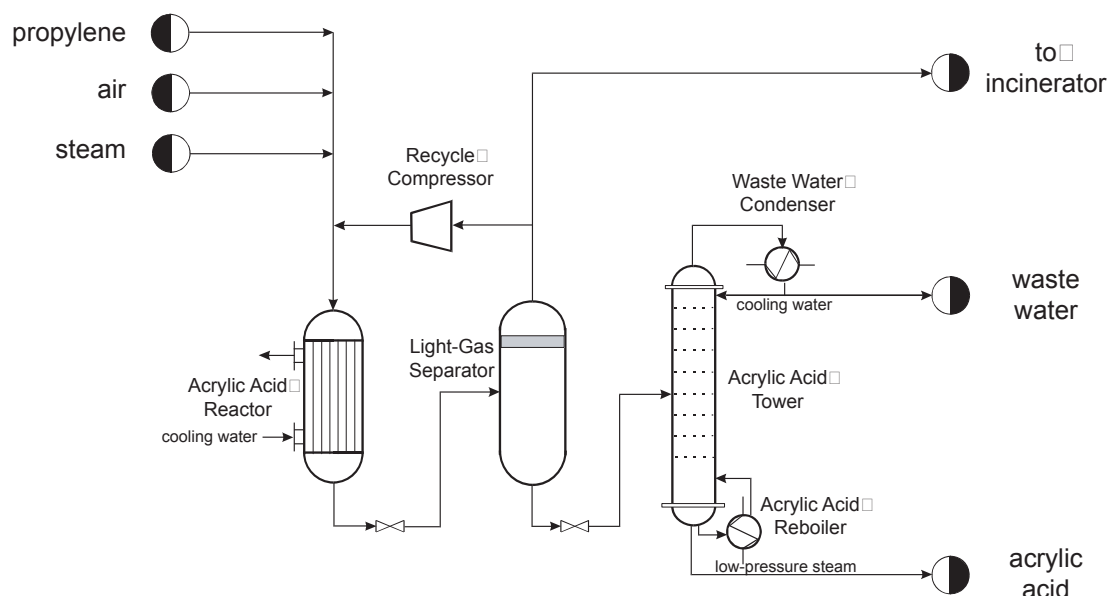 propylene
air
steam
to
incinerator
Recycle
Compressor
Waste Water
Condenser
waste
water
cooling water
Light-Gas
Separator
Acrylic Acid
Reactor
cooling water
Acrylic Acid
Tower
Acrylic Acid
Reboiler
low-pressure steam
acrylic
acid